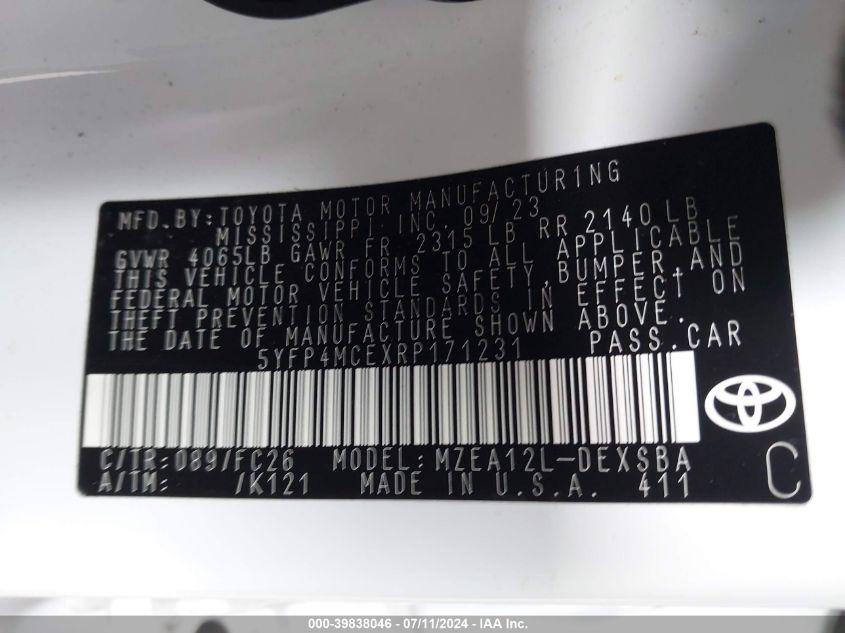 MFD.BY:TOYOTA MOTOR MANUFACTURING
MISSISSIPPI INC. 09/23
GVWR 4065LB GAWR FR 2315 LB RR 2140 LB
THIS VEHICLE CONFORMS TO ALL APPLICABLE
FEDERAL MOTOR VEHICLE SAFETY,BUMPER,AND
THEFT PREVENTION STANDARDS IN EFFECT ON
THE DATE OF MANUFACTURE SHOWN ABOVE.
5YFP4MCEXRP171231 PASS.CAR
C/TR:089/FC26 MODEL:MZEA12L-DEXSBA
A/TM: /K121 MADE IN U.S.A. 411 C
000-39838046 - 07/11/2024 - IAA Inc.